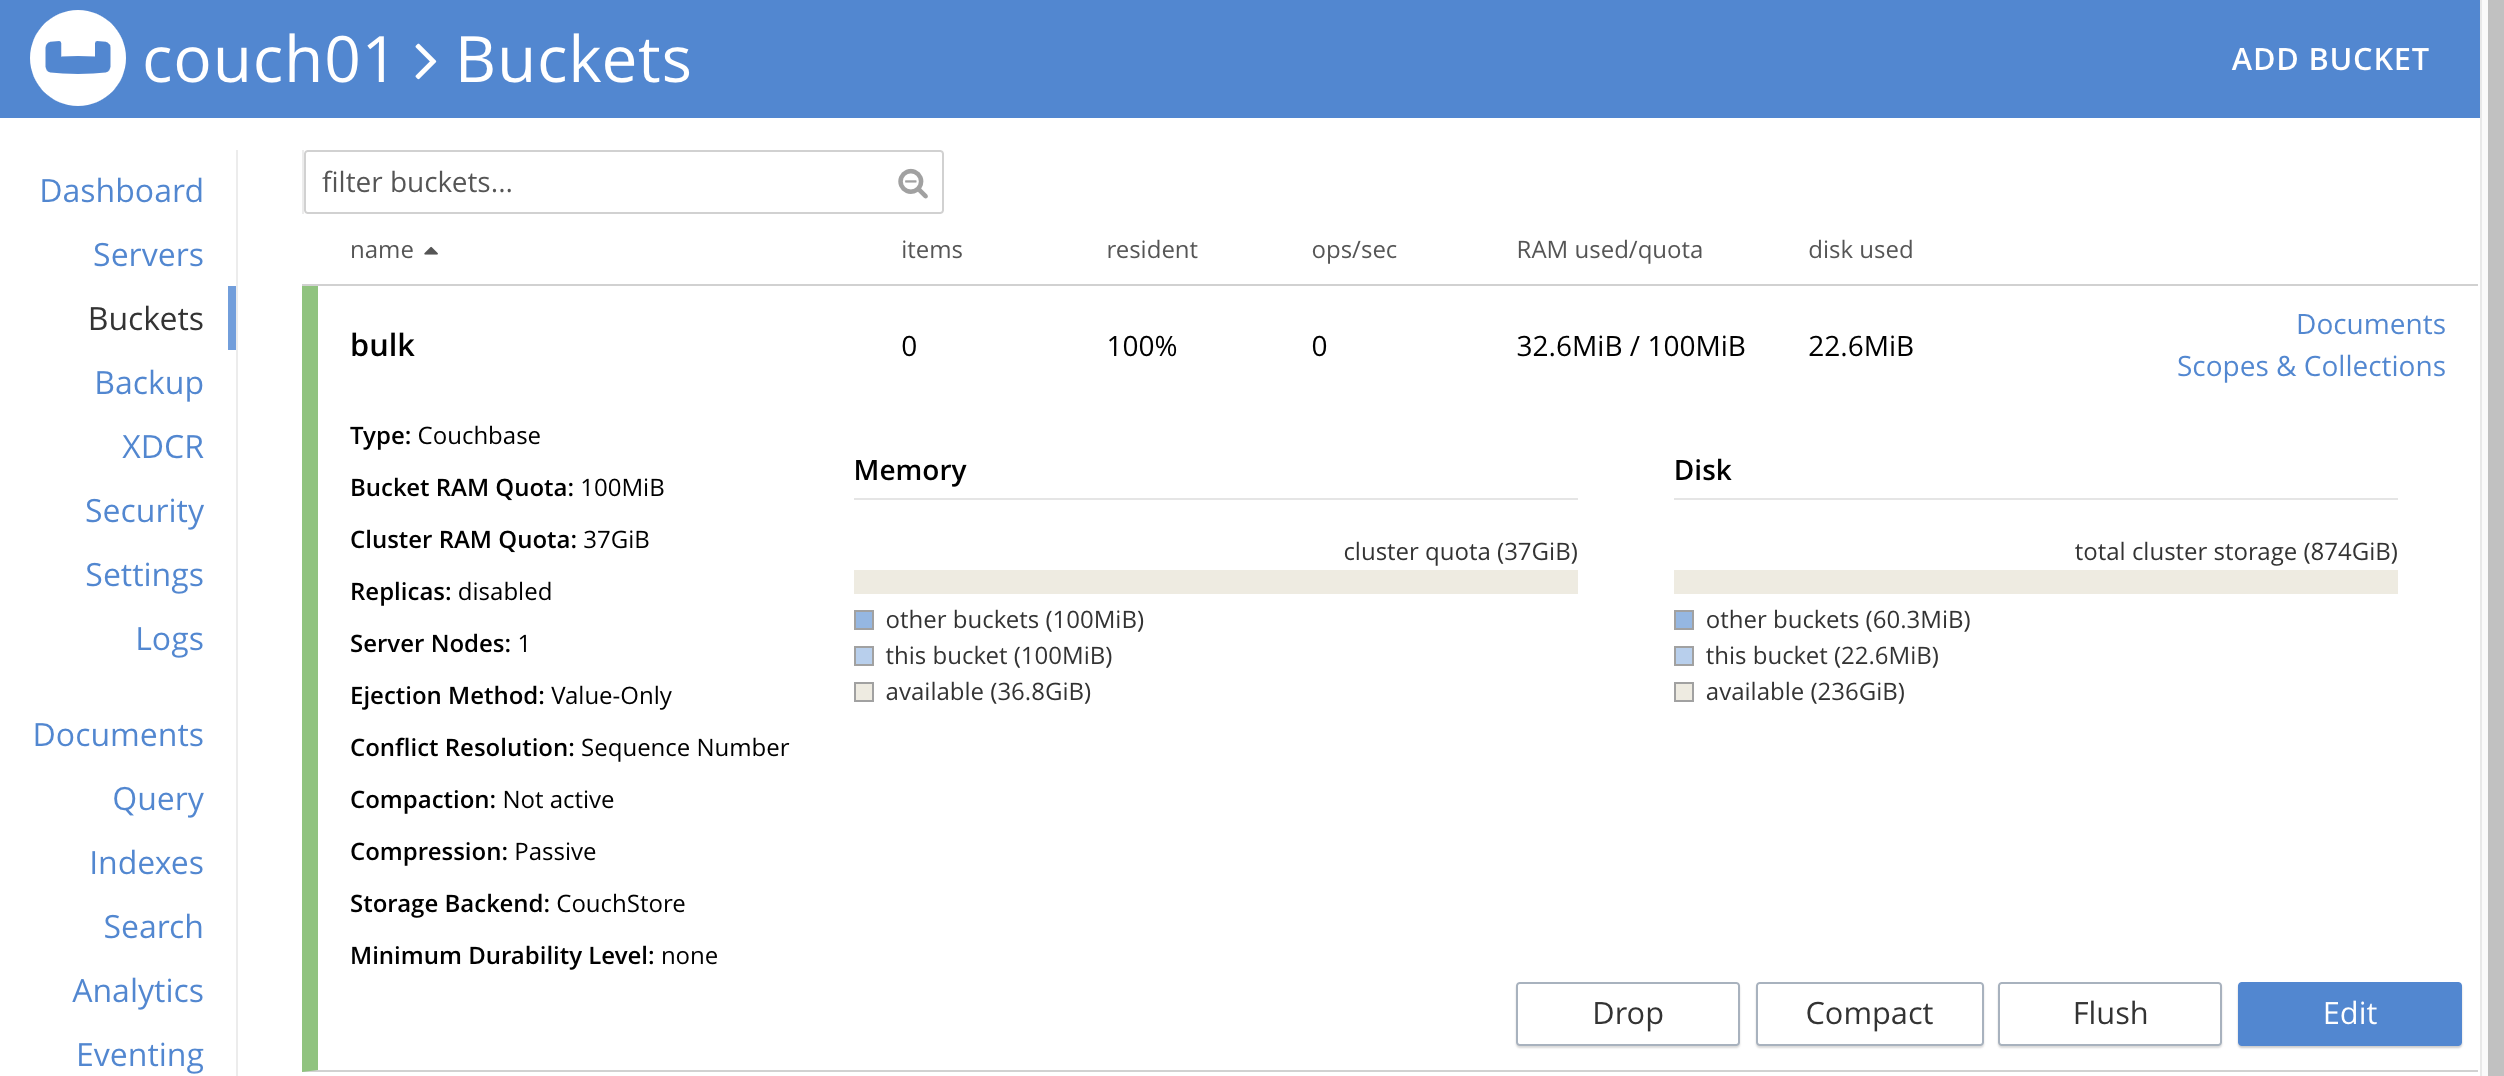 couch01 > Buckets
ADD BUCKET
Dashboard
Servers
Buckets
Backup
XDCR
Security
Settings
Logs
Documents
Query
Indexes
Search
Analytics
Eventing
filter buckets...
name items resident ops/sec RAM used/quota disk used
bulk 0 100% 0 32.6MiB / 100MiB 22.6MiB
Documents
Scopes & Collections
Type: Couchbase
Bucket RAM Quota: 100MiB
Cluster RAM Quota: 37GiB
Replicas: disabled
Server Nodes: 1
Ejection Method: Value-Only
Conflict Resolution: Sequence Number
Compaction: Not active
Compression: Passive
Storage Backend: CouchStore
Minimum Durability Level: none
Memory
cluster quota (37GiB)
other buckets (100MiB)
this bucket (100MiB)
available (36.8GiB)
Disk
total cluster storage (874GiB)
other buckets (60.3MiB)
this bucket (22.6MiB)
available (236GiB)
Drop Compact Flush Edit